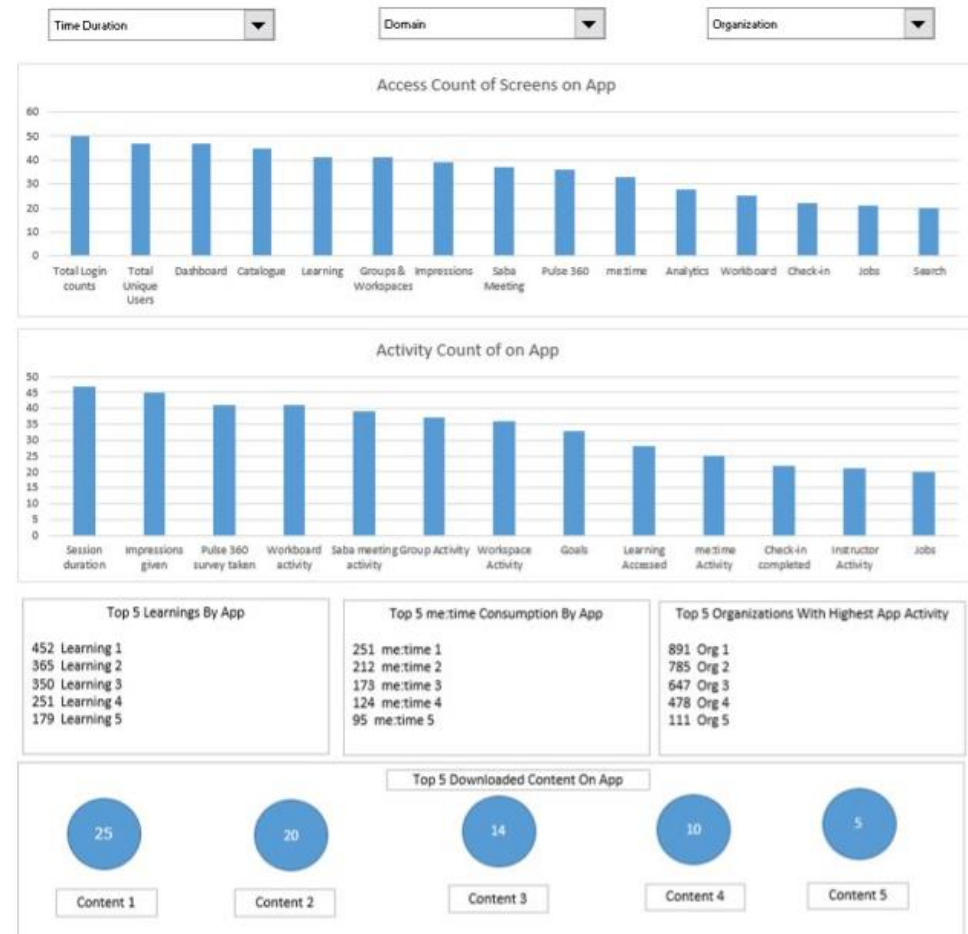 Time Duration
Domain
Organization
Access Count of Screens on App
60
50
40
30
20
10
0
Total Login counts
Total Unique Users
Dashboard
Catalogue
Learning
Groups & Workspaces
Impressions
Saba Meeting
Pulse 360
me:time
Analytics
Workboard
Check-in
Jobs
Search
Activity Count of on App
50
45
40
35
30
25
20
15
10
5
0
Session duration
Impressions given
Pulse 360 survey taken
Workboard activity
Saba meeting activity
Group Activity
Workspace Activity
Goals
Learning Accessed
me:time Activity
Check-in completed
Instructor Activity
Jobs
Top 5 Learnings By App
452 Learning 1
365 Learning 2
350 Learning 3
251 Learning 4
179 Learning 5
Top 5 me:time Consumption By App
251 me:time 1
212 me:time 2
173 me:time 3
124 me:time 4
95 me:time 5
Top 5 Organizations With Highest App Activity
891 Org 1
785 Org 2
647 Org 3
478 Org 4
111 Org 5
Top 5 Downloaded Content On App
25
20
14
10
5
Content 1
Content 2
Content 3
Content 4
Content 5